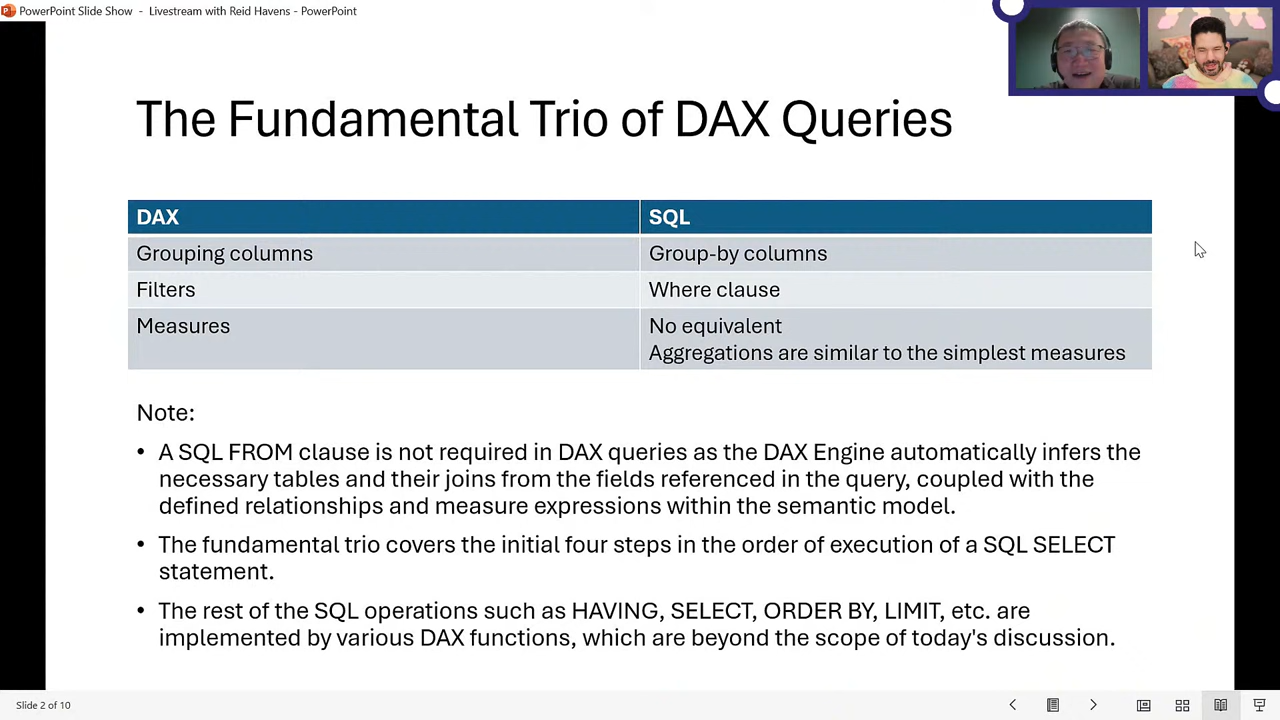 PowerPoint Slide Show - Livestream with Reid Havens - PowerPoint
The Fundamental Trio of DAX Queries
DAX
SQL
Grouping columns
Group-by columns
Filters
Where clause
Measures
No equivalent
Aggregations are similar to the simplest measures
Note:
• A SQL FROM clause is not required in DAX queries as the DAX Engine automatically infers the
necessary tables and their joins from the fields referenced in the query, coupled with the
defined relationships and measure expressions within the semantic model.
• The fundamental trio covers the initial four steps in the order of execution of a SQL SELECT
statement.
• The rest of the SQL operations such as HAVING, SELECT, ORDER BY, LIMIT, etc. are
implemented by various DAX functions, which are beyond the scope of today's discussion.
Slide 2 of 10